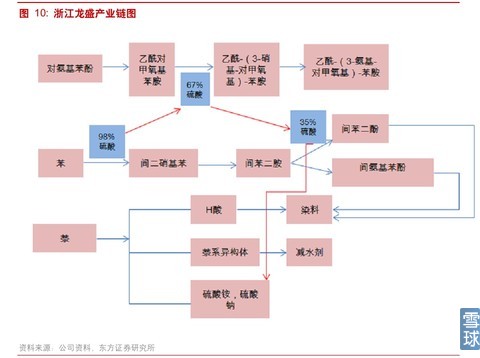 图 10: 浙江龙盛产业链图
对氨基苯酚
乙酰对
甲氧基
苯胺
乙酰-(3-硝
基-对甲氧
基)-苯胺
乙酰-(3-氨基-
对甲氧基)-苯胺
67%
硫酸
98%
硫酸
35%
硫酸
苯
间二硝基苯
间苯二胺
间苯二酚
间氨基苯酚
萘
H酸
染料
萘系异构体
减水剂
硫酸铵,硫酸
钠
资料来源:公司资料、东方证券研究所
雪球